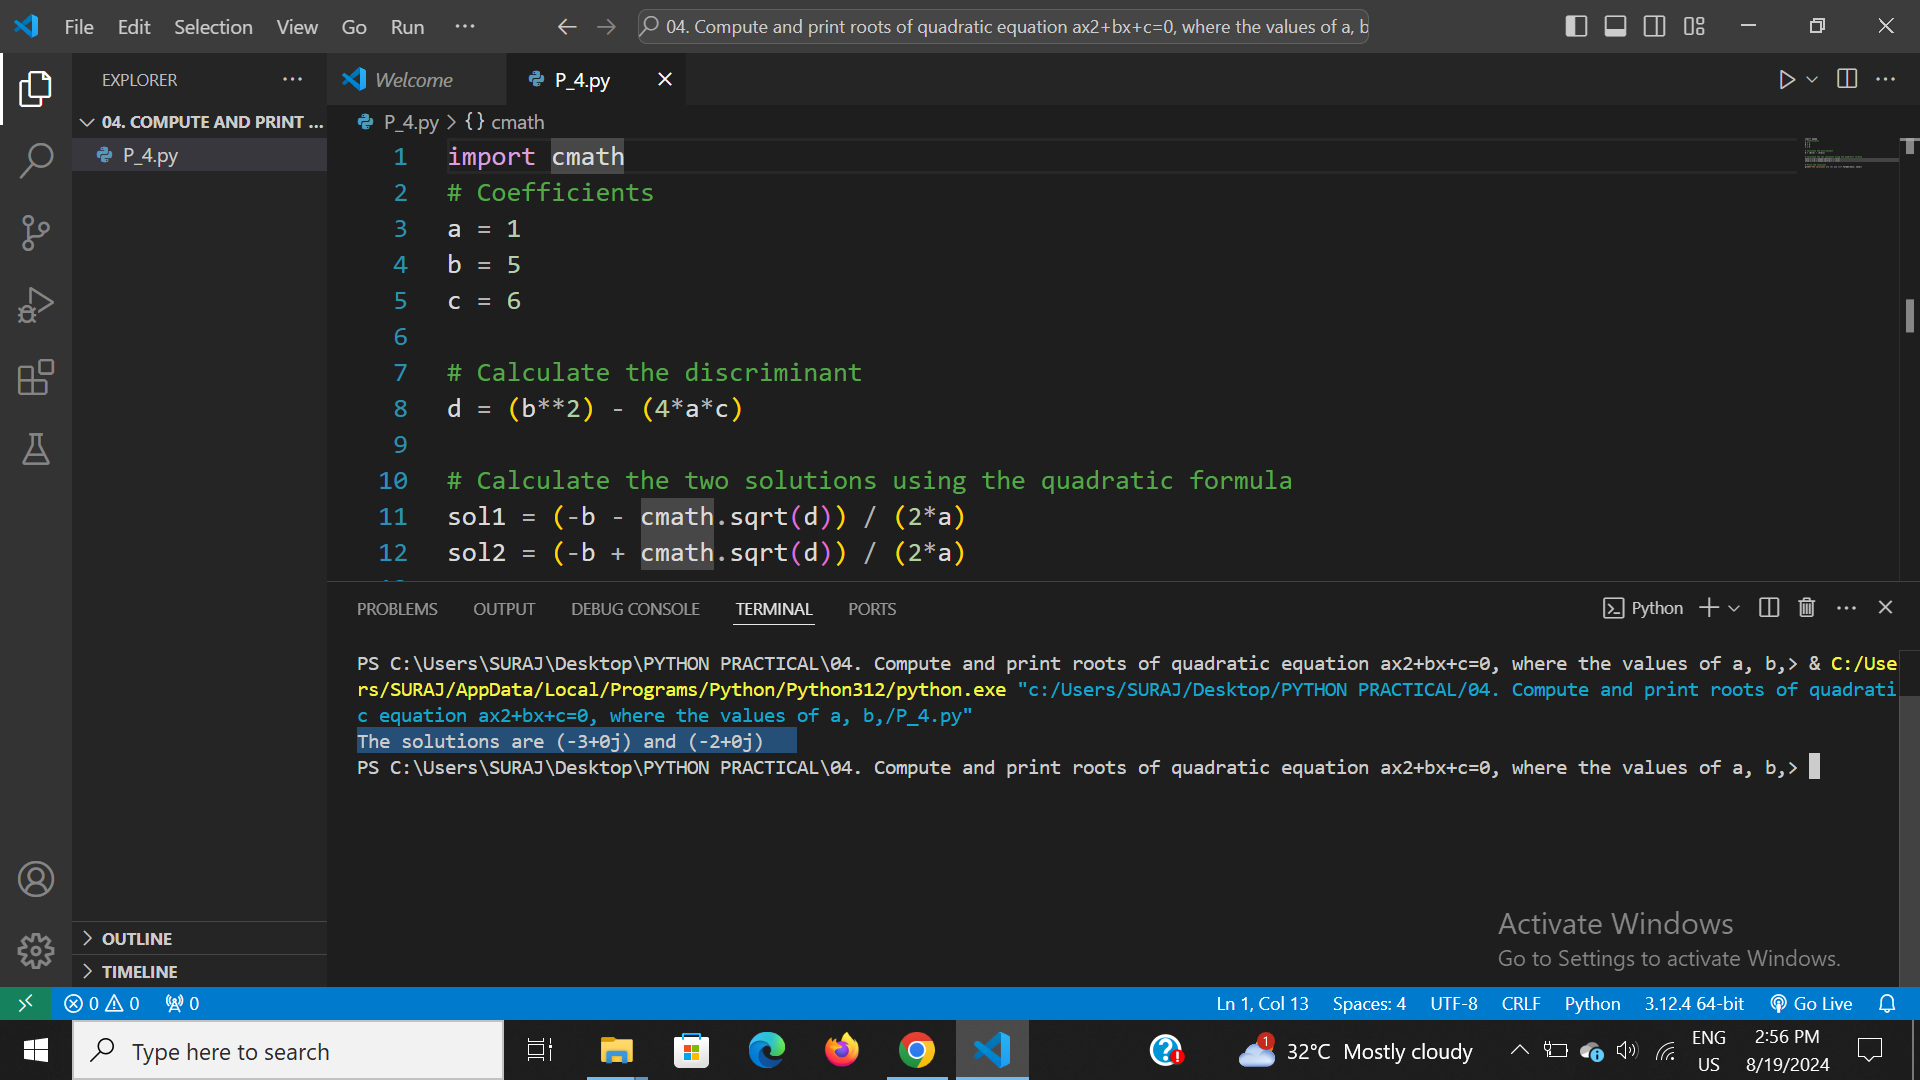 File Edit Selection View Go Run ···
04. Compute and print roots of quadratic equation ax2+bx+c=0, where the values of a, b
EXPLORER
Welcome
P_4.py
04. COMPUTE AND PRINT ...
P_4.py
P_4.py > {} cmath
1 import cmath
2 # Coefficients
3 a = 1
4 b = 5
5 c = 6
6
7 # Calculate the discriminant
8 d = (b**2) - (4*a*c)
9
10 # Calculate the two solutions using the quadratic formula
11 sol1 = (-b - cmath.sqrt(d)) / (2*a)
12 sol2 = (-b + cmath.sqrt(d)) / (2*a)
PROBLEMS OUTPUT DEBUG CONSOLE TERMINAL PORTS
Python
PS C:\Users\SURAJ\Desktop\PYTHON PRACTICAL\04. Compute and print roots of quadratic equation ax2+bx+c=0, where the values of a, b,> & C:/Use
rs/SURAJ/AppData/Local/Programs/Python/Python312/python.exe "c:/Users/SURAJ/Desktop/PYTHON PRACTICAL/04. Compute and print roots of quadrati
c equation ax2+bx+c=0, where the values of a, b,/P_4.py"
The solutions are (-3+0j) and (-2+0j)
PS C:\Users\SURAJ\Desktop\PYTHON PRACTICAL\04. Compute and print roots of quadratic equation ax2+bx+c=0, where the values of a, b,>
OUTLINE
TIMELINE
Activate Windows
Go to Settings to activate Windows.
0 0 0
Ln 1, Col 13 Spaces: 4 UTF-8 CRLF Python 3.12.4 64-bit Go Live
Type here to search
1
32°C Mostly cloudy
ENG
US
2:56 PM
8/19/2024